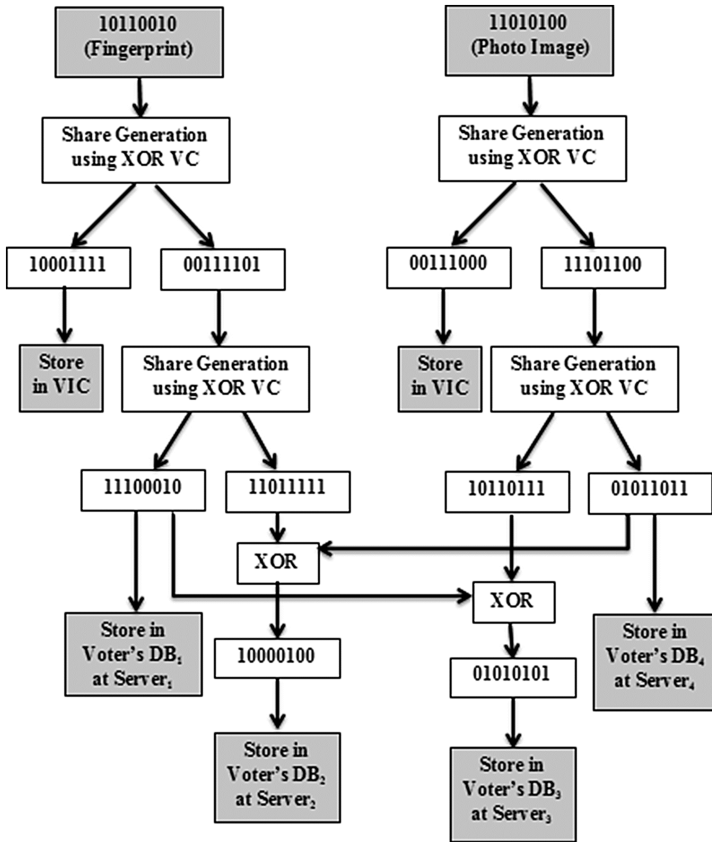 10110010
(Fingerprint)
11010100
(Photo Image)
Share Generation
using XOR VC
Share Generation
using XOR VC
10001111
00111101
00111000
11101100
Store
in VIC
Share Generation
using XOR VC
Store
in VIC
Share Generation
using XOR VC
11100010
11011111
10110111
01011011
XOR
XOR
Store in
Voter's DB₁
at Server₁
10000100
01010101
Store in
Voter's DB₄
at Server₄
Store in
Voter's DB₂
at Server₂
Store in
Voter's DB₃
at Server₃